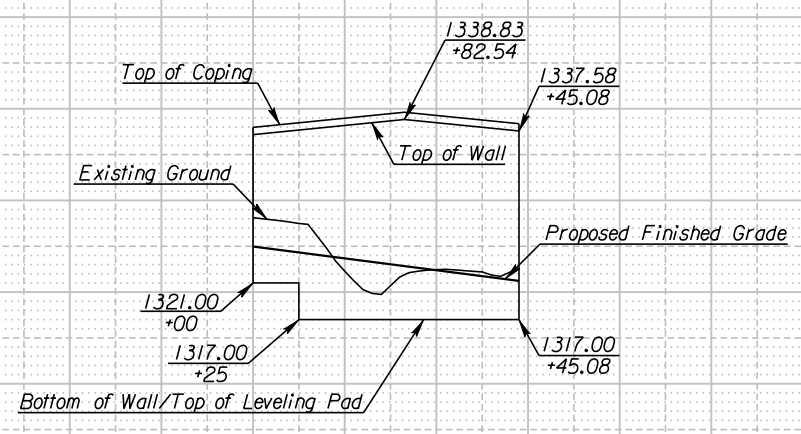 1338.83
+82.54
Top of Coping
1337.58
+45.08
Top of Wall
Existing Ground
Proposed Finished Grade
1321.00
+00
1317.00
+25
1317.00
+45.08
Bottom of Wall/Top of Leveling Pad